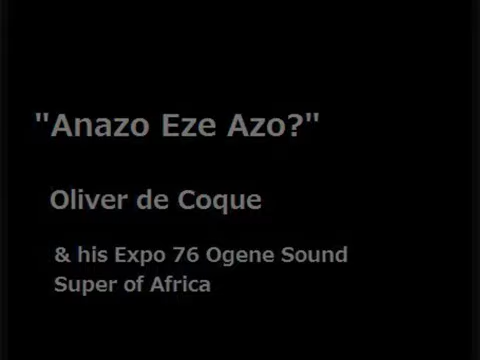 "Anazo Eze Azo?"
Oliver de Coque
& his Expo 76 Ogene Sound
Super of Africa